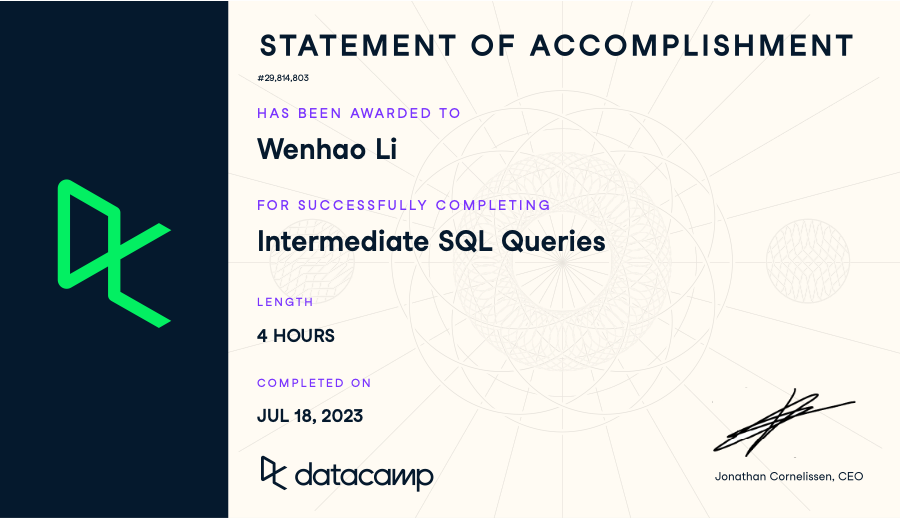 STATEMENT OF ACCOMPLISHMENT
#29,814,803
HAS BEEN AWARDED TO
Wenhao Li
FOR SUCCESSFULLY COMPLETING
Intermediate SQL Queries
LENGTH
4 HOURS
COMPLETED ON
JUL 18, 2023
datacamp
Jonathan Cornelissen, CEO